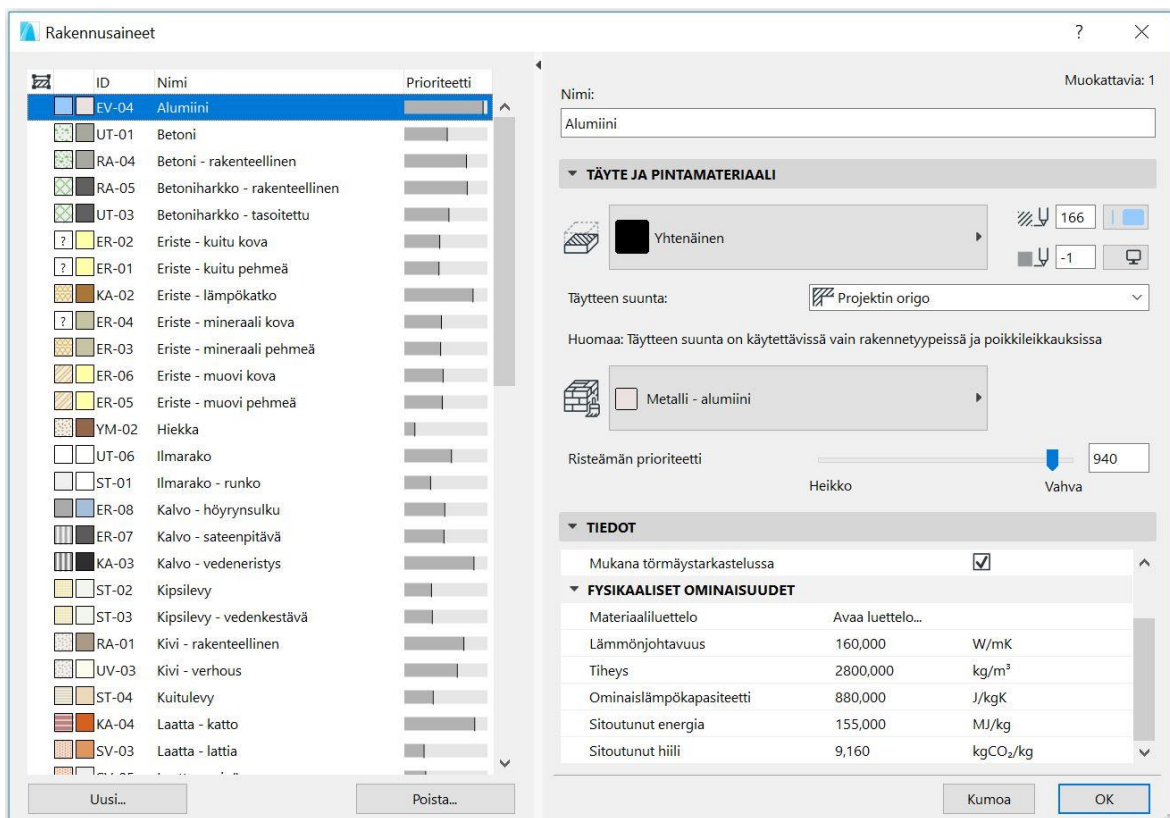 Rakennusaineet
?
ID Nimi Prioriteetti
EV-04 Alumiini
UT-01 Betoni
RA-04 Betoni - rakenteellinen
RA-05 Betoniharkko - rakenteellinen
UT-03 Betoniharkko - tasoitettu
? ER-02 Eriste - kuitu kova
? ER-01 Eriste - kuitu pehmeä
KA-02 Eriste - lämpökatko
? ER-04 Eriste - mineraali kova
ER-03 Eriste - mineraali pehmeä
ER-06 Eriste - muovi kova
ER-05 Eriste - muovi pehmeä
YM-02 Hiekka
UT-06 Ilmarako
ST-01 Ilmarako - runko
ER-08 Kalvo - höyrynsulku
ER-07 Kalvo - sateenpitävä
KA-03 Kalvo - vedeneristys
ST-02 Kipsilevy
ST-03 Kipsilevy - vedenkestävä
RA-01 Kivi - rakenteellinen
UV-03 Kivi - verhous
ST-04 Kuitulevy
KA-04 Laatta - katto
SV-03 Laatta - lattia
Uusi... Poista...
Muokattavia: 1
Nimi:
Alumiini
TÄYTE JA PINTAMATERIAALI
Yhtenäinen
166
-1
Täytteen suunta: Projektin origo
Huomaa: Täytteen suunta on käytettävissä vain rakennetyypeissä ja poikkileikkauksissa
Metalli - alumiini
Risteämän prioriteetti 940
Heikko Vahva
TIEDOT
Mukana törmäystarkastelussa
FYSIKAALISET OMINAISUUDET
Materiaaliluettelo Avaa luettelo...
Lämmönjohtavuus 160,000 W/mK
Tiheys 2800,000 kg/m³
Ominaislämpökapasiteetti 880,000 J/kgK
Sitoutunut energia 155,000 MJ/kg
Sitoutunut hiili 9,160 kgCO₂/kg
Kumoa OK